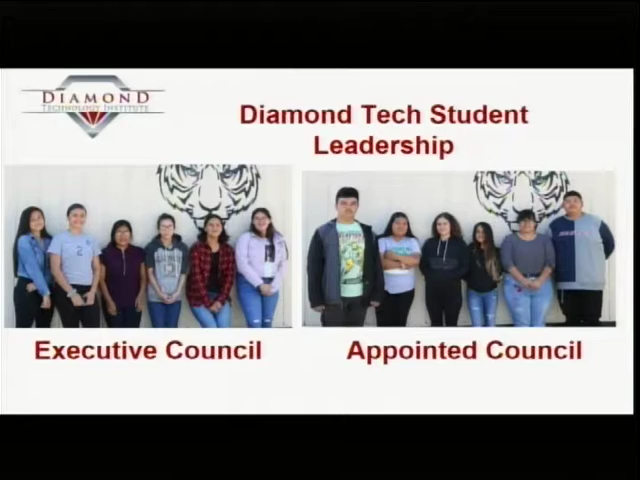 DIAMOND
TECHNOLOGY INSTITUTE
Diamond Tech Student
Leadership
Executive Council
Appointed Council